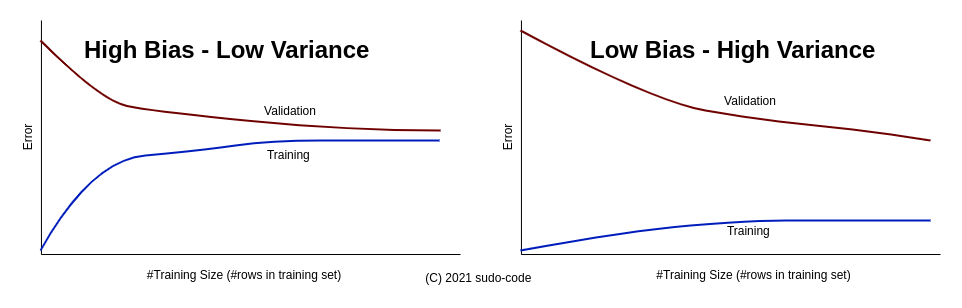 High Bias - Low Variance
Validation
Error
Training
#Training Size (#rows in training set)
Low Bias - High Variance
Validation
Error
Training
#Training Size (#rows in training set)
(C) 2021 sudo-code